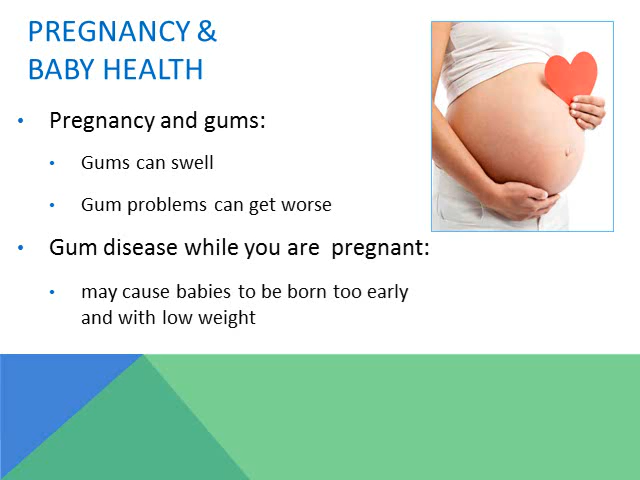 PREGNANCY &
BABY HEALTH
• Pregnancy and gums:
• Gums can swell
• Gum problems can get worse
• Gum disease while you are pregnant:
• may cause babies to be born too early
and with low weight